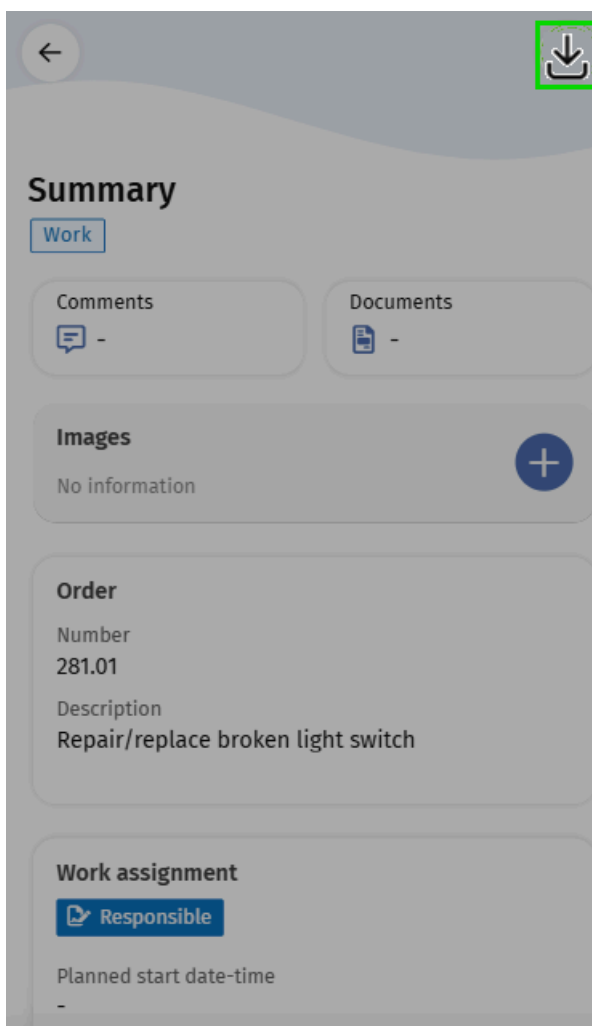 Summary
Work
Comments
-
Documents
-
Images
No information
Order
Number
281.01
Description
Repair/replace broken light switch
Work assignment
Responsible
Planned start date-time
-